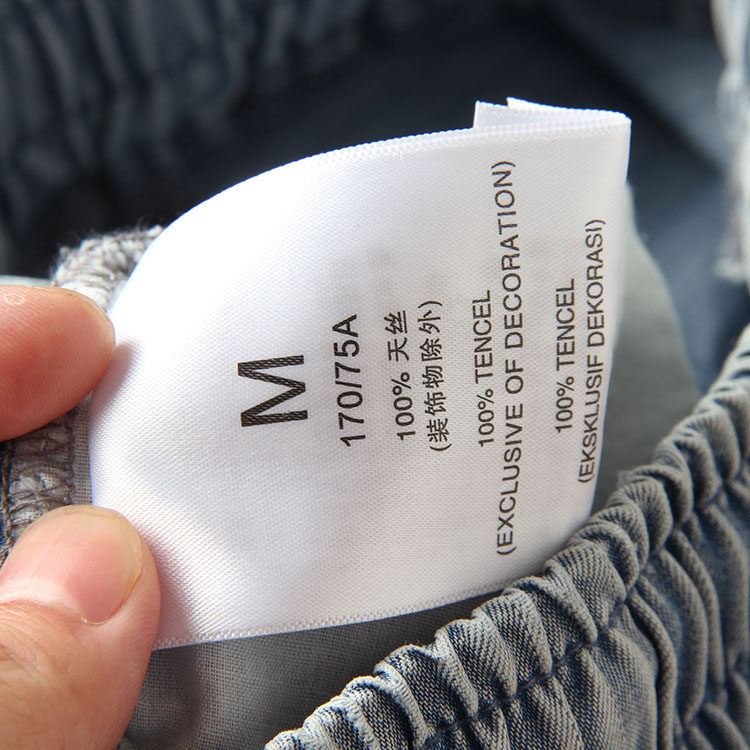 M
170/75A
100% 天丝
(装饰物除外)
100% TENCEL
(EXCLUSIVE OF DECORATION)
100% TENCEL
(EKSKLUSIF DEKORASI)